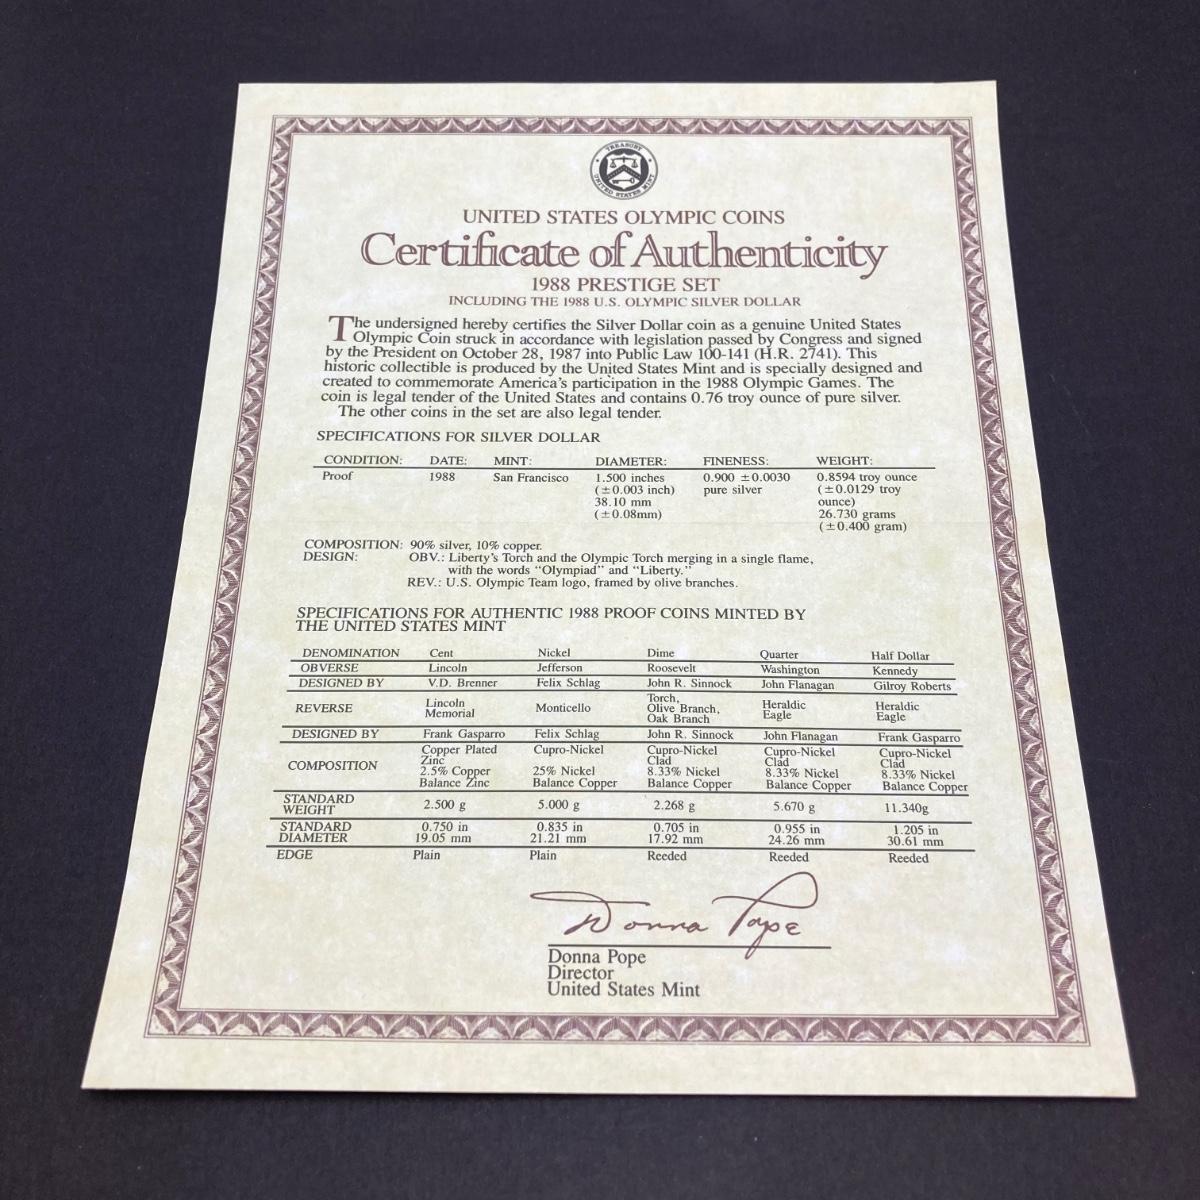 TREASURY
UNITED STATES MINT
UNITED STATES OLYMPIC COINS
Certificate of Authenticity
1988 PRESTIGE SET
INCLUDING THE 1988 U.S. OLYMPIC SILVER DOLLAR
The undersigned hereby certifies the Silver Dollar coin as a genuine United States
Olympic Coin struck in accordance with legislation passed by Congress and signed
by the President on October 28, 1987 into Public Law 100-141 (H.R. 2741). This
historic collectible is produced by the United States Mint and is specially designed and
created to commemorate America's participation in the 1988 Olympic Games. The
coin is legal tender of the United States and contains 0.76 troy ounce of pure silver.
The other coins in the set are also legal tender.
SPECIFICATIONS FOR SILVER DOLLAR
CONDITION: DATE: MINT: DIAMETER: FINENESS: WEIGHT:
Proof 1988 San Francisco 1.500 inches 0.900 ±0.0030 0.8594 troy ounce
(±0.003 inch) pure silver (±0.0129 troy
38.10 mm ounce)
(±0.08mm) 26.730 grams
(±0.400 gram)
COMPOSITION: 90% silver, 10% copper.
DESIGN: OBV.: Liberty's Torch and the Olympic Torch merging in a single flame,
with the words "Olympiad" and "Liberty."
REV.: U.S. Olympic Team logo, framed by olive branches.
SPECIFICATIONS FOR AUTHENTIC 1988 PROOF COINS MINTED BY
THE UNITED STATES MINT
DENOMINATION Cent Nickel Dime Quarter Half Dollar
OBVERSE Lincoln Jefferson Roosevelt Washington Kennedy
DESIGNED BY V.D. Brenner Felix Schlag John R. Sinnock John Flanagan Gilroy Roberts
REVERSE Lincoln Memorial Monticello Torch, Olive Branch, Oak Branch Heraldic Eagle Heraldic Eagle
DESIGNED BY Frank Gasparro Felix Schlag John R. Sinnock John Flanagan Frank Gasparro
COMPOSITION Copper Plated Zinc 2.5% Copper Balance Zinc Cupro-Nickel 25% Nickel Balance Copper Cupro-Nickel Clad 8.33% Nickel Balance Copper Cupro-Nickel Clad 8.33% Nickel Balance Copper Cupro-Nickel Clad 8.33% Nickel Balance Copper
STANDARD WEIGHT 2.500 g 5.000 g 2.268 g 5.670 g 11.340g
STANDARD DIAMETER 0.750 in 19.05 mm 0.835 in 21.21 mm 0.705 in 17.92 mm 0.955 in 24.26 mm 1.205 in 30.61 mm
EDGE Plain Plain Reeded Reeded Reeded
Donna Pope
Donna Pope
Director
United States Mint